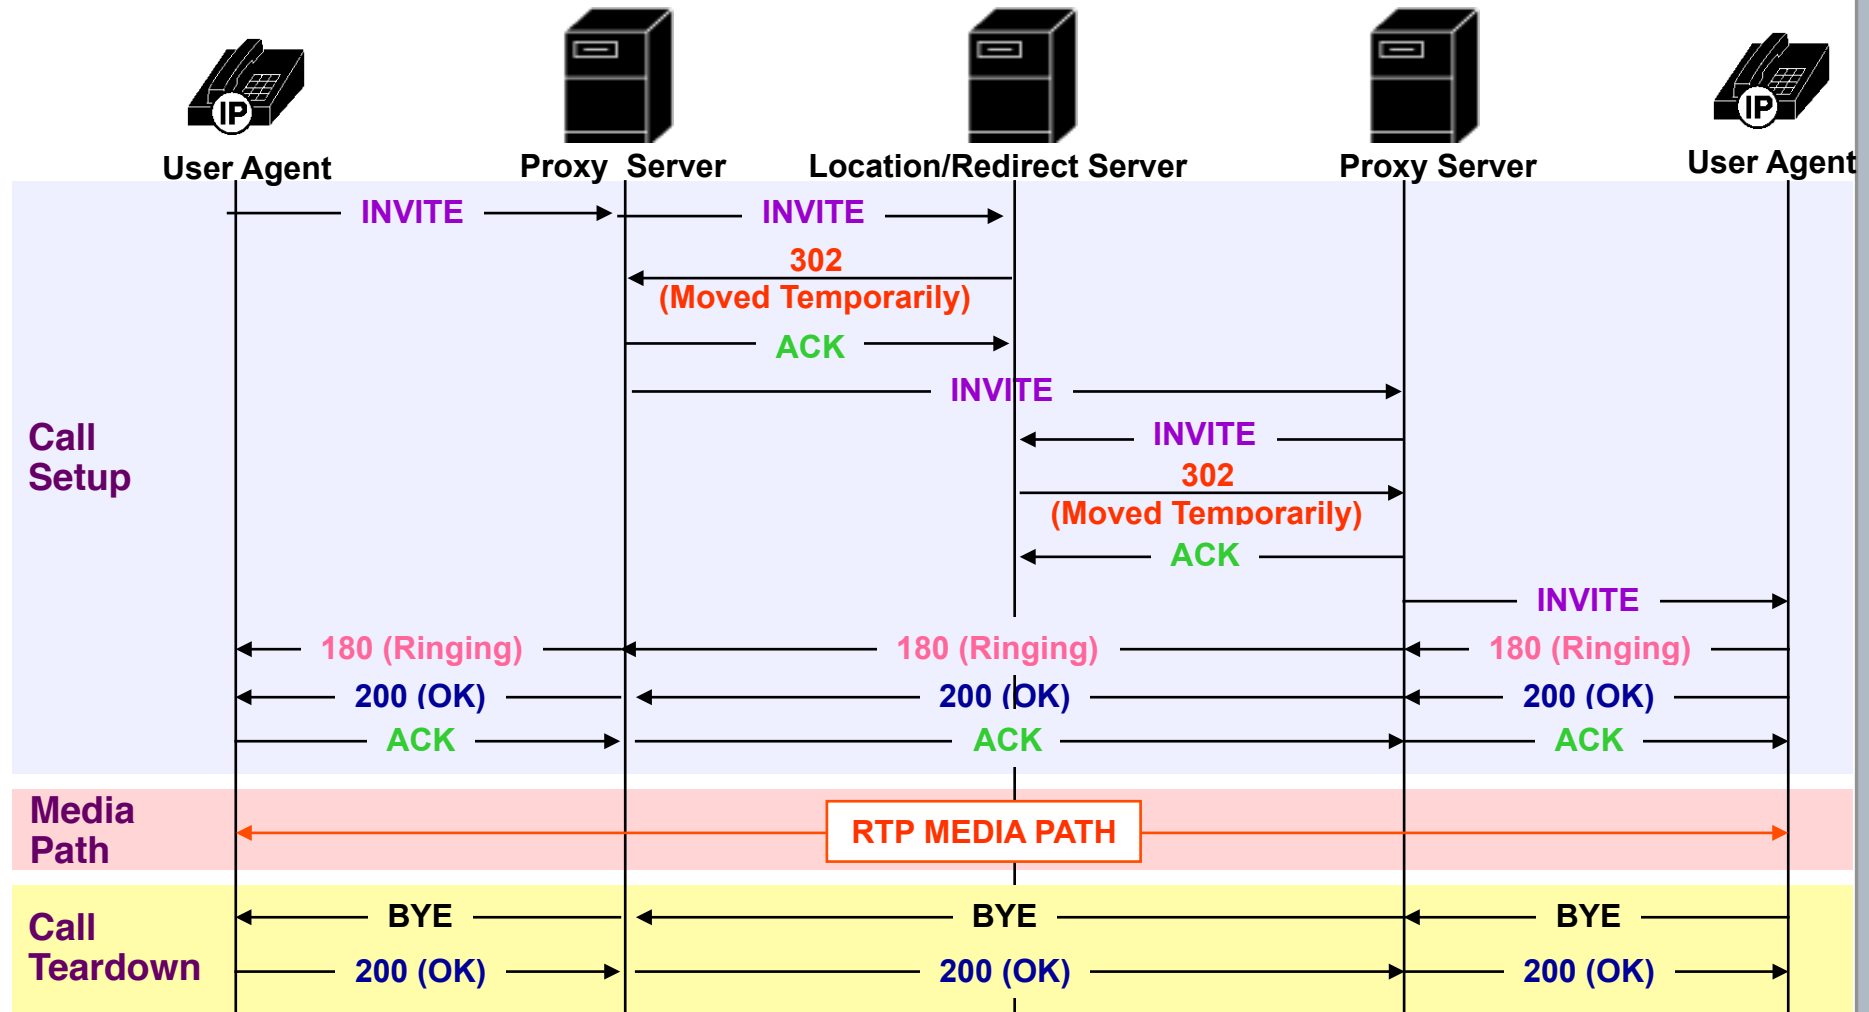 IP
IP
User Agent
Proxy Server
Location/Redirect Server
Proxy Server
User Agent
INVITE
INVITE
302
(Moved Temporarily)
ACK
INVITE
Call
Setup
INVITE
302
(Moved Temporarily)
ACK
INVITE
180 (Ringing)
180 (Ringing)
180 (Ringing)
200 (OK)
200 (OK)
200 (OK)
ACK
ACK
ACK
Media
Path
RTP MEDIA PATH
Call
Teardown
BYE
BYE
BYE
200 (OK)
200 (OK)
200 (OK)